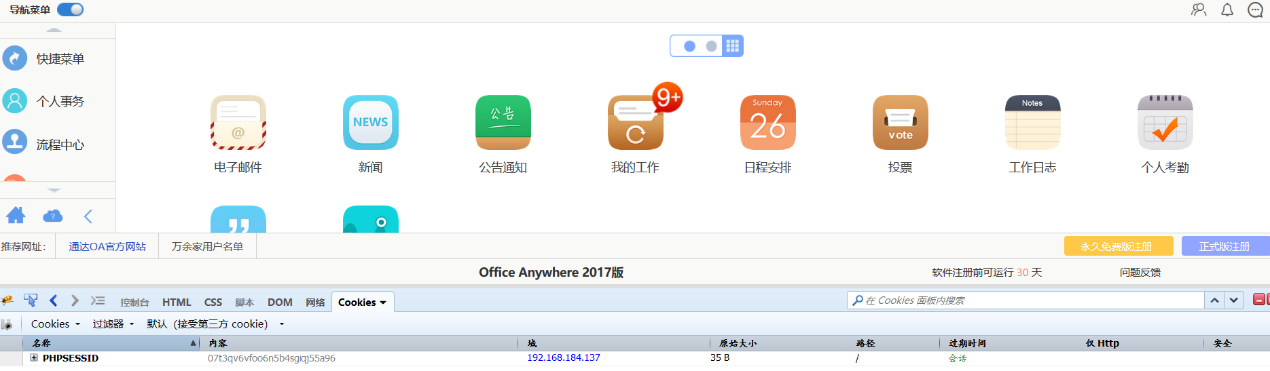 导航菜单
快捷菜单
个人事务
流程中心
@
NEWS
公告
9+
Sunday
26
vote
Notes
电子邮件 新闻 公告通知 我的工作 日程安排 投票 工作日志 个人考勤
推荐网址: 通达OA官方网站 万余家用户名单 永久免费版注册 正式版注册
Office Anywhere 2017版 软件注册前可运行 30 天 问题反馈
控制台 HTML CSS 脚本 DOM 网络 Cookies 在 Cookies 面板内搜索
Cookies 过滤器 默认（接受第三方 cookie）
名称 内容 域 原始大小 路径 过期时间 仅 Http 安全
PHPSESSID 07t3qv6vfoo6n5b4sgiqj55a96 192.168.184.137 35 B / 会话